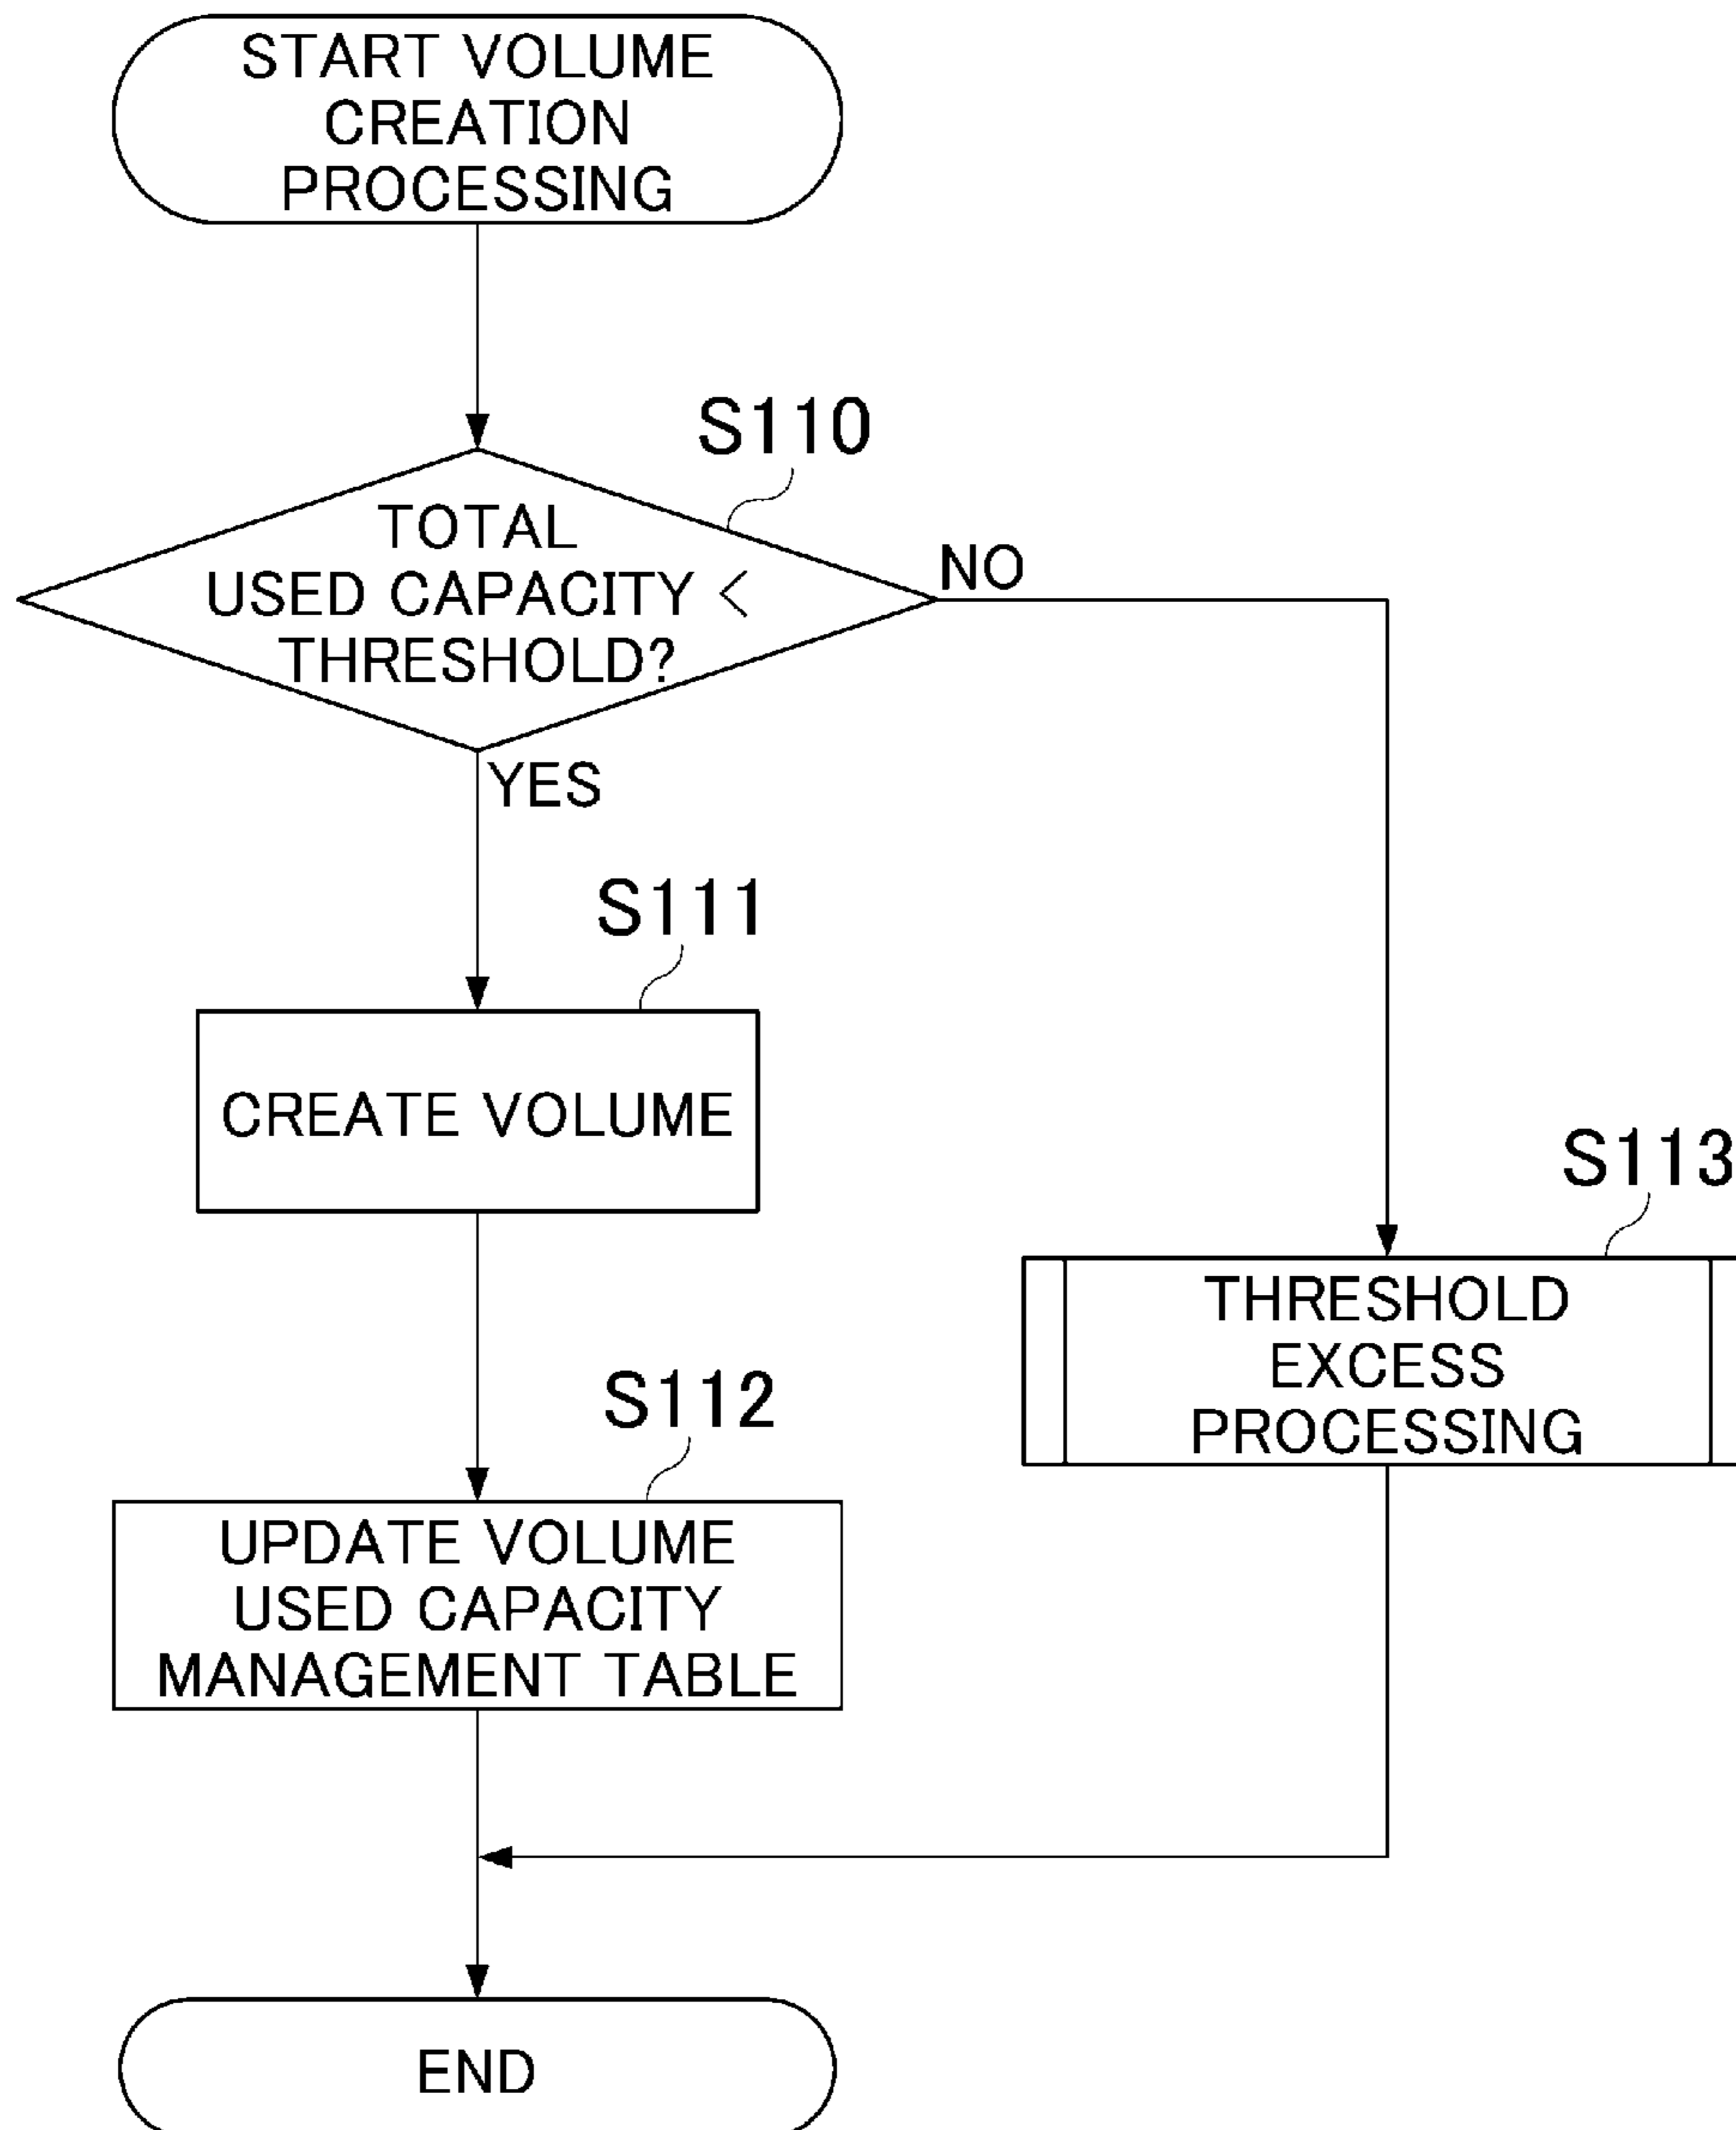 START VOLUME
CREATION
PROCESSING
S110
TOTAL
USED CAPACITY <
THRESHOLD?
NO
YES
S111
CREATE VOLUME
S113
THRESHOLD
EXCESS
PROCESSING
S112
UPDATE VOLUME
USED CAPACITY
MANAGEMENT TABLE
END